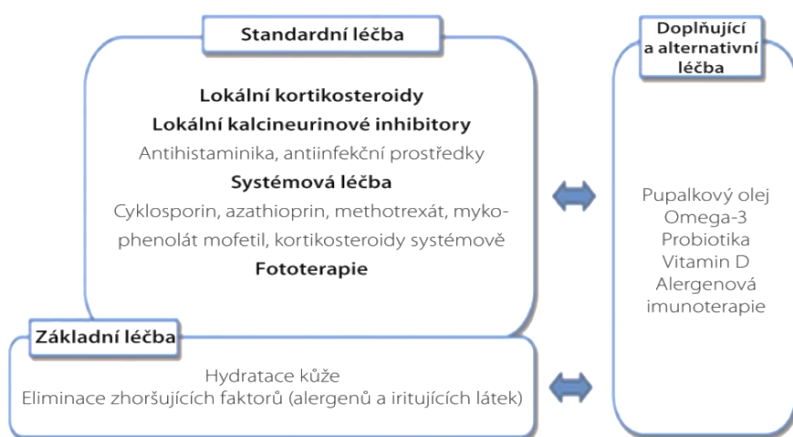 Standardní léčba
Lokální kortikosteroidy
Lokální kalcineurinové inhibitory
Antihistaminika, antiinfekční prostředky
Systémová léčba
Cyklosporin, azathioprin, methotrexát, myko-
phenolát mofetil, kortikosteroidy systémově
Fototerapie
Základní léčba
Hydratace kůže
Eliminace zhoršujících faktorů (alergenů a iritujících látek)
Doplňující
a alternativní
léčba
Pupalkový olej
Omega-3
Probiotika
Vitamin D
Alergenová
imunoterapie